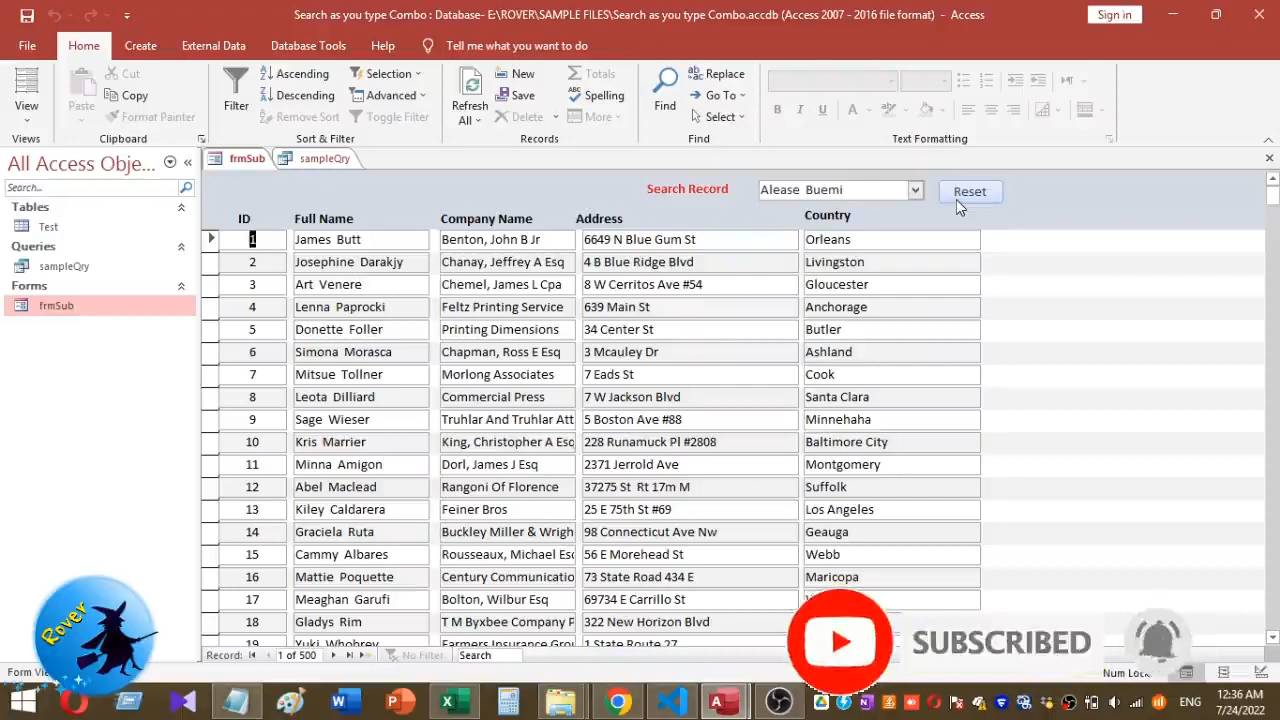 Search as you type Combo : Database- E:\ROVER\SAMPLE FILES\Search as you type Combo.accdb (Access 2007 - 2016 file format) - Access
Sign in
File Home Create External Data Database Tools Help Tell me what you want to do
View
Views
Paste
Cut
Copy
Format Painter
Clipboard
Filter
Ascending
Descending
Remove Sort
Selection
Advanced
Toggle Filter
Sort & Filter
Refresh
All
New
Save
Delete
Totals
Spelling
More
Records
Find
Replace
Go To
Select
Find
B I U A
Text Formatting
All Access Obje...
Search...
Tables
Test
Queries
sampleQry
Forms
frmSub
frmSub sampleQry
Search Record Alease Buemi Reset
ID Full Name Company Name Address Country
1 James Butt Benton, John B Jr 6649 N Blue Gum St Orleans
2 Josephine Darakjy Chanay, Jeffrey A Esq 4 B Blue Ridge Blvd Livingston
3 Art Venere Chemel, James L Cpa 8 W Cerritos Ave #54 Gloucester
4 Lenna Paprocki Feltz Printing Service 639 Main St Anchorage
5 Donette Foller Printing Dimensions 34 Center St Butler
6 Simona Morasca Chapman, Ross E Esq 3 Mcauley Dr Ashland
7 Mitsue Tollner Morlong Associates 7 Eads St Cook
8 Leota Dilliard Commercial Press 7 W Jackson Blvd Santa Clara
9 Sage Wieser Truhlar And Truhlar Att 5 Boston Ave #88 Minnehaha
10 Kris Marrier King, Christopher A Esq 228 Runamuck Pl #2808 Baltimore City
11 Minna Amigon Dorl, James J Esq 2371 Jerrold Ave Montgomery
12 Abel Maclead Rangoni Of Florence 37275 St Rt 17m M Suffolk
13 Kiley Caldarera Feiner Bros 25 E 75th St #69 Los Angeles
14 Graciela Ruta Buckley Miller & Wrigh 98 Connecticut Ave Nw Geauga
15 Cammy Albares Rousseaux, Michael Esc 56 E Morehead St Webb
16 Mattie Poquette Century Communicatio 73 State Road 434 E Maricopa
17 Meaghan Garufi Bolton, Wilbur Esq 69734 E Carrillo St
18 Gladys Rim T M Byxbee Company P 322 New Horizon Blvd
19 Yuki Whobrey Farmers Insurance Grou 1 State Route 27
Record: 1 of 500 No Filter Search
Rover
SUBSCRIBED
Form Vie
Num Lock
ENG
12:36 AM
7/24/2022